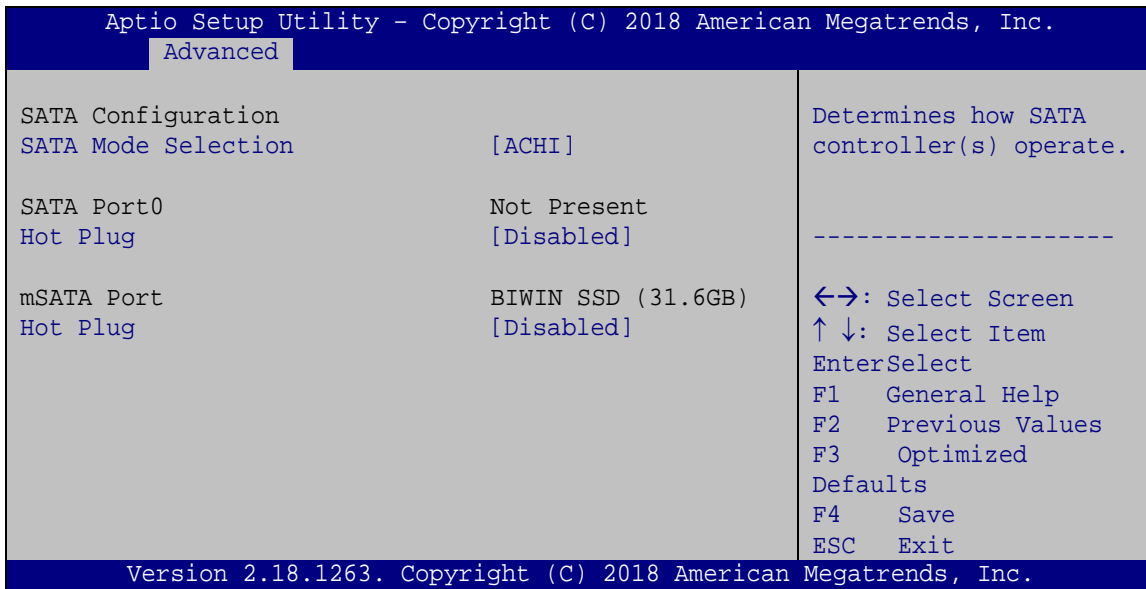 Aptio Setup Utility – Copyright (C) 2018 American Megatrends, Inc.
Advanced
SATA Configuration
SATA Mode Selection [ACHI]
SATA Port0 Not Present
Hot Plug [Disabled]
mSATA Port BIWIN SSD (31.6GB)
Hot Plug [Disabled]
Determines how SATA
controller(s) operate.
---------------------
←→: Select Screen
↑ ↓: Select Item
EnterSelect
F1 General Help
F2 Previous Values
F3 Optimized
Defaults
F4 Save
ESC Exit
Version 2.18.1263. Copyright (C) 2018 American Megatrends, Inc.